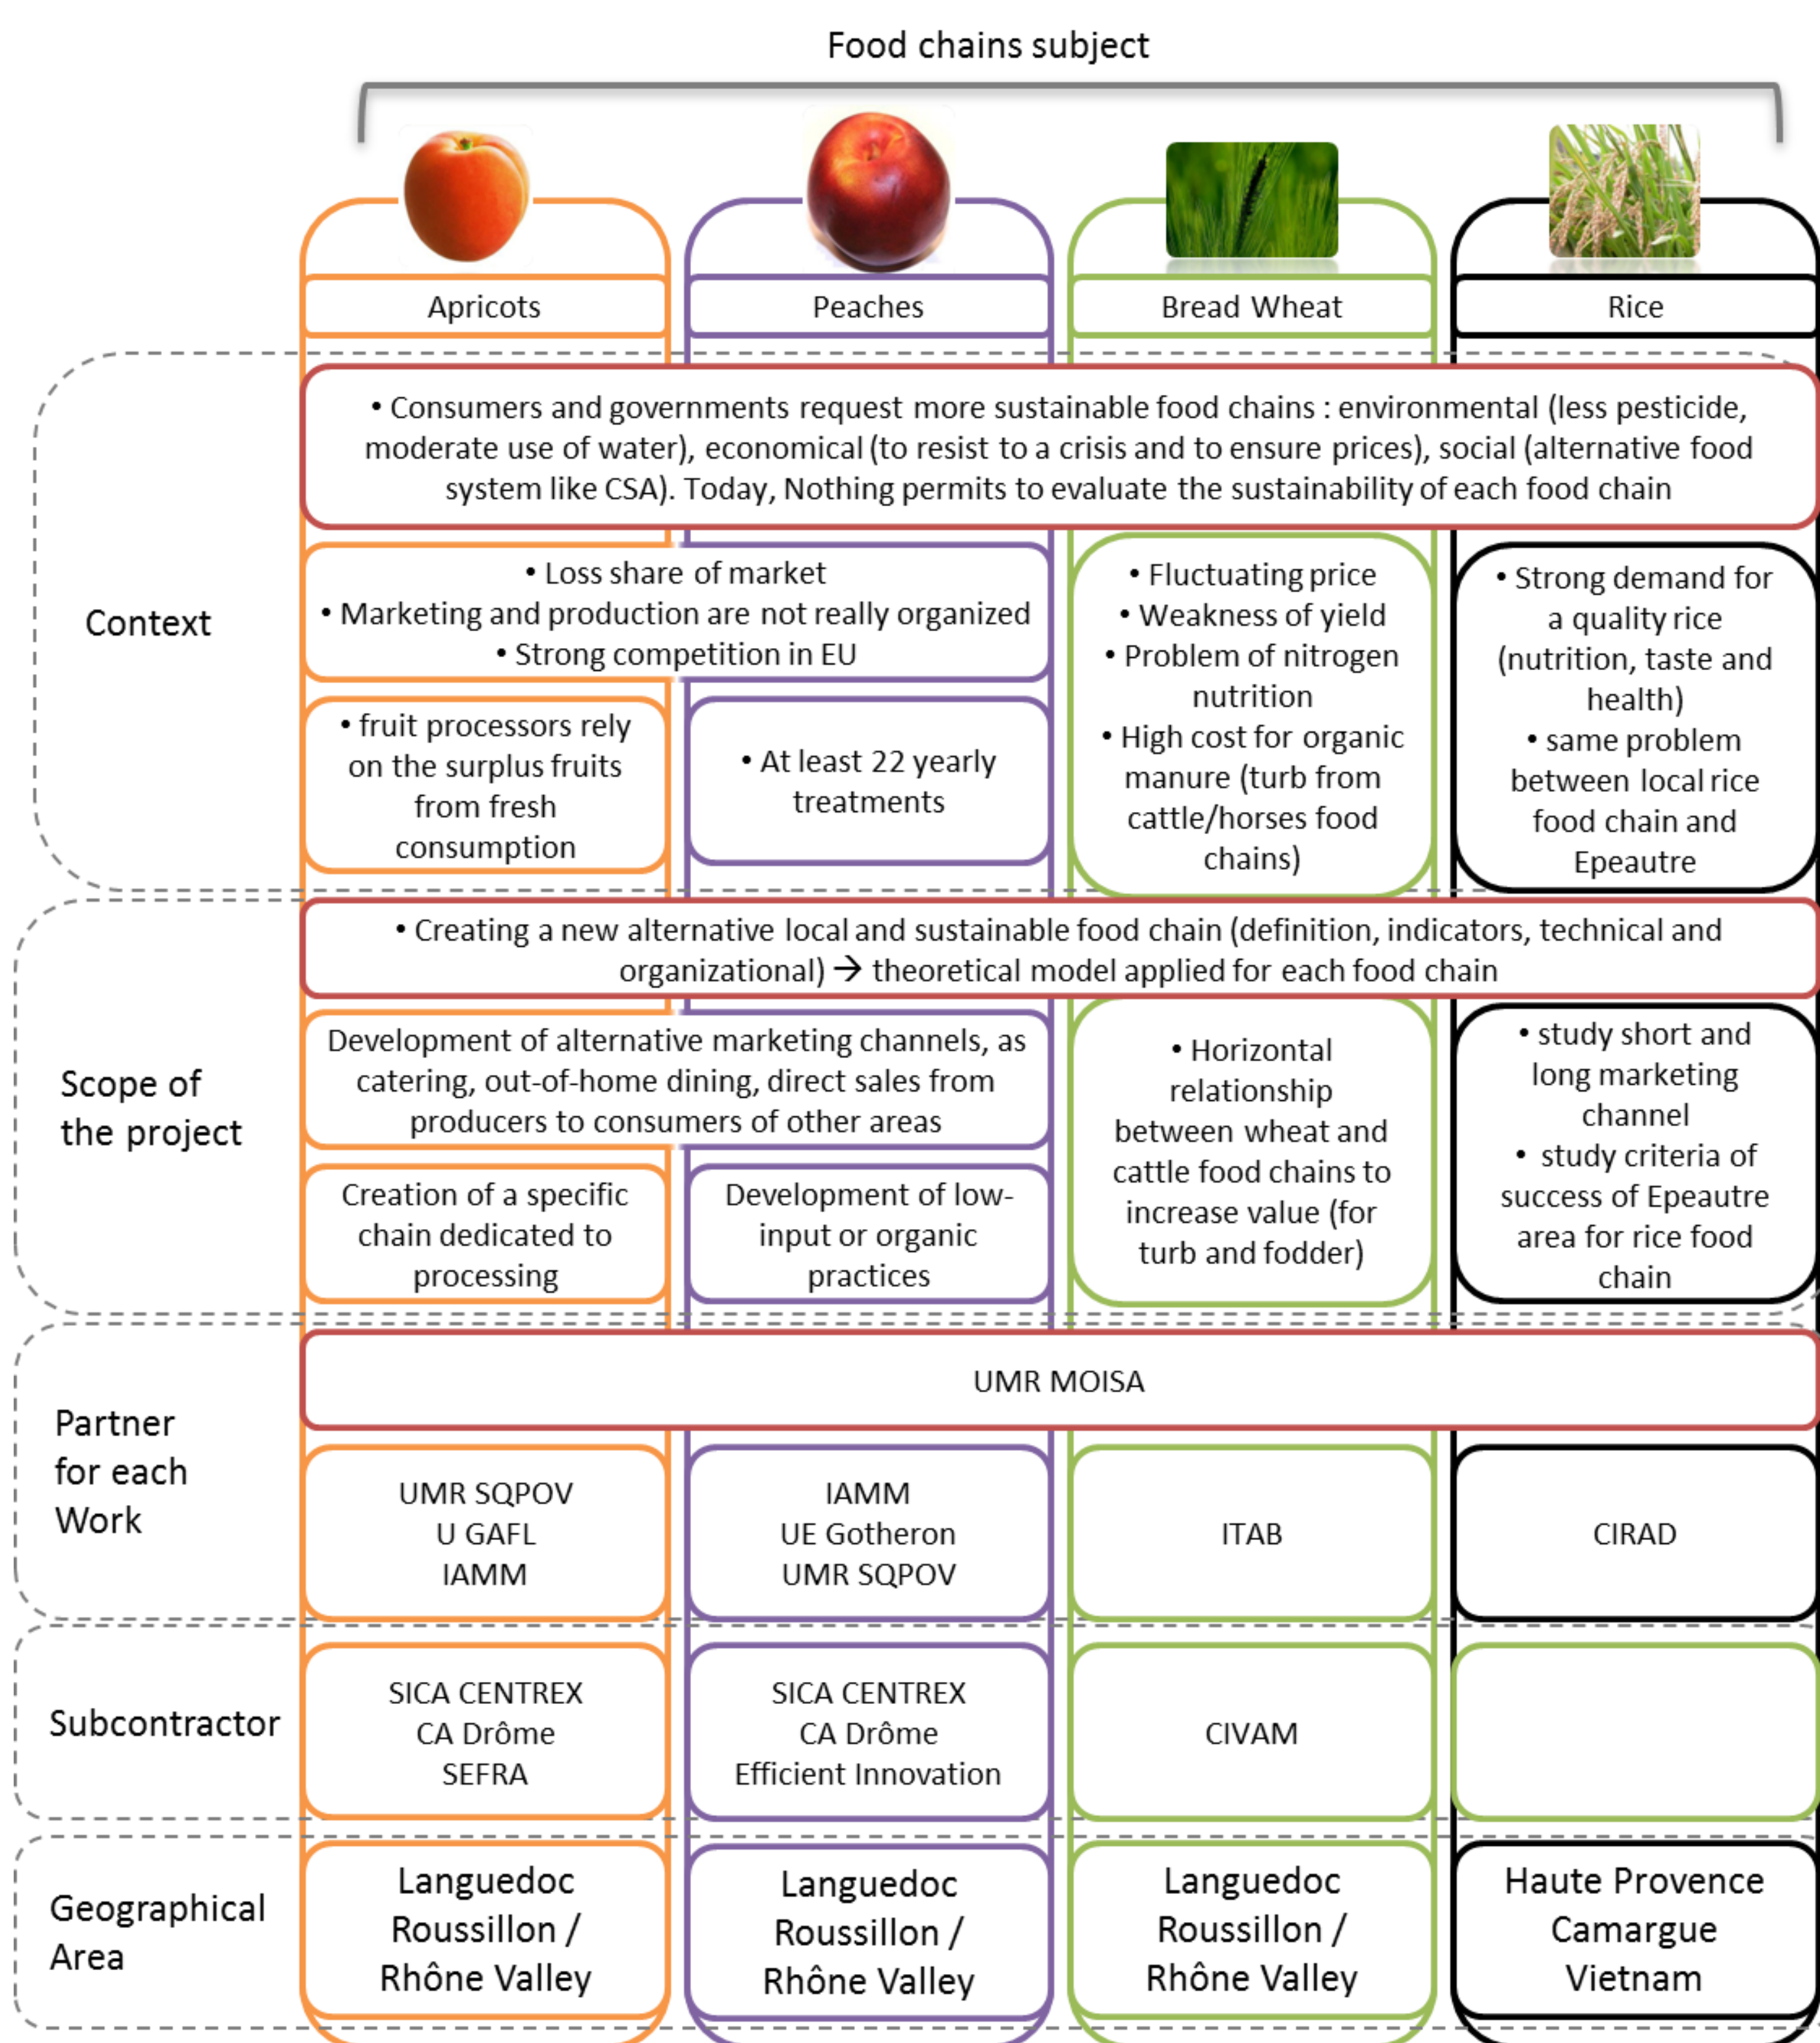 Food chains subject
Apricots
Peaches
Bread Wheat
Rice
Context
• Consumers and governments request more sustainable food chains : environmental (less pesticide,
moderate use of water), economical (to resist to a crisis and to ensure prices), social (alternative food
system like CSA). Today, Nothing permits to evaluate the sustainability of each food chain
• Loss share of market
• Marketing and production are not really organized
• Strong competition in EU
• fruit processors rely
on the surplus fruits
from fresh
consumption
• At least 22 yearly
treatments
• Fluctuating price
• Weakness of yield
• Problem of nitrogen
nutrition
• High cost for organic
manure (turb from
cattle/horses food
chains)
• Strong demand for
a quality rice
(nutrition, taste and
health)
• same problem
between local rice
food chain and
Epeautre
Scope of
the project
• Creating a new alternative local and sustainable food chain (definition, indicators, technical and
organizational) → theoretical model applied for each food chain
Development of alternative marketing channels, as
catering, out-of-home dining, direct sales from
producers to consumers of other areas
Creation of a specific
chain dedicated to
processing
Development of low-
input or organic
practices
• Horizontal
relationship
between wheat and
cattle food chains to
increase value (for
turb and fodder)
• study short and
long marketing
channel
• study criteria of
success of Epeautre
area for rice food
chain
Partner
for each
Work
UMR MOISA
UMR SQPOV
U GAFL
IAMM
IAMM
UE Gotheron
UMR SQPOV
ITAB
CIRAD
Subcontractor
SICA CENTREX
CA Drôme
SEFRA
SICA CENTREX
CA Drôme
Efficient Innovation
CIVAM
Geographical
Area
Languedoc
Roussillon /
Rhône Valley
Languedoc
Roussillon /
Rhône Valley
Languedoc
Roussillon /
Rhône Valley
Haute Provence
Camargue
Vietnam